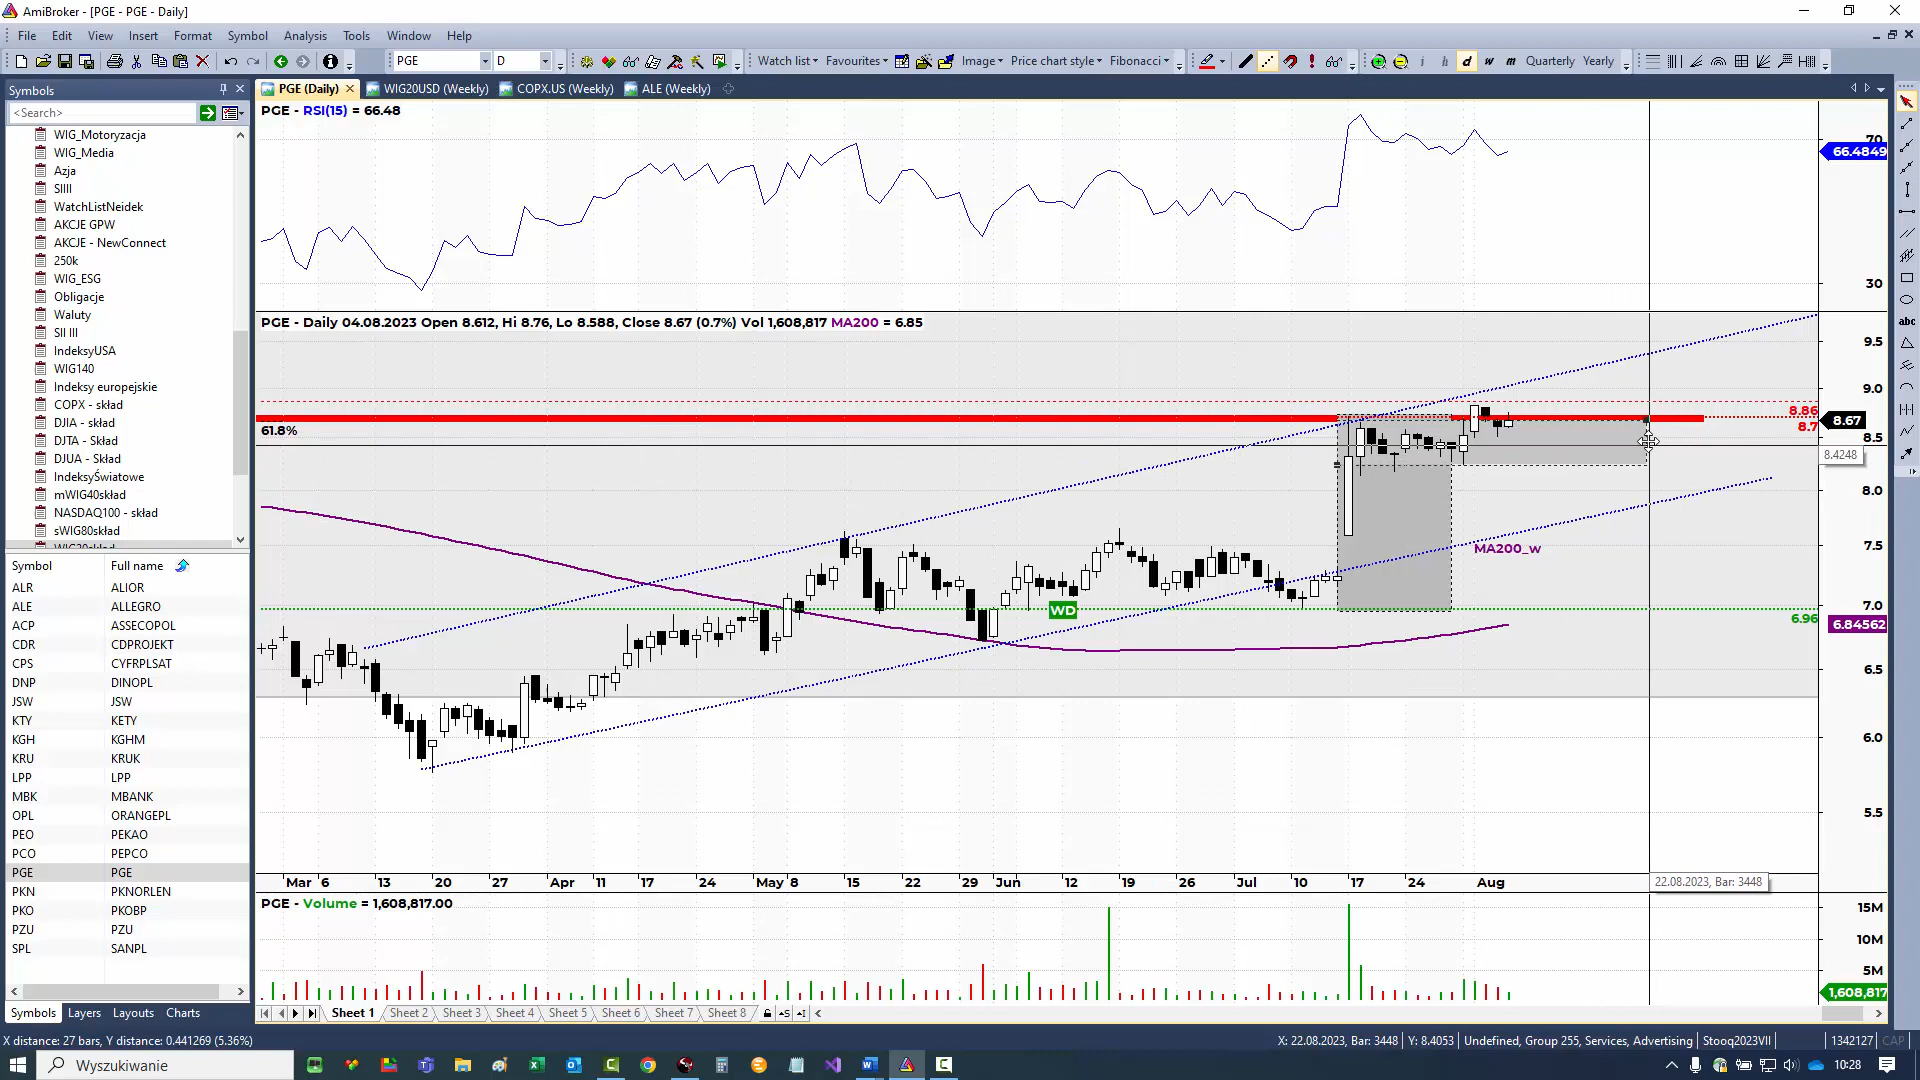 AmiBroker - [PGE - PGE - Daily]
File Edit View Insert Format Symbol Analysis Tools Window Help
PGE D Watch list Favourites Image Price chart style Fibonacci i i h d w m Quarterly Yearly
Symbols
PGE (Daily) WIG20USD (Weekly) COPX.US (Weekly) ALE (Weekly)
<Search>
WIG_Motoryzacja
WIG_Media
Azja
SIIII
WatchListNeidek
AKCJE GPW
AKCJE - NewConnect
250k
WIG_ESG
Obligacje
Waluty
SII III
IndeksyUSA
WIG140
Indeksy europejskie
COPX - skład
DJIA - skład
DJTA - Skład
DJUA - Skład
IndeksyŚwiatowe
mWIG40skład
NASDAQ100 - skład
sWIG80skład
WIG20skład
Symbol Full name
ALR ALIOR
ALE ALLEGRO
ACP ASSECOPOL
CDR CDPROJEKT
CPS CYFRPLSAT
DNP DINOPL
JSW JSW
KTY KETY
KGH KGHM
KRU KRUK
LPP LPP
MBK MBANK
OPL ORANGEPL
PEO PEKAO
PCO PEPCO
PGE PGE
PKN PKNORLEN
PKO PKOBP
PZU PZU
SPL SANPL
Symbols Layers Layouts Charts
PGE - RSI(15) = 66.48
70
66.4849
30
PGE - Daily 04.08.2023 Open 8.612, Hi 8.76, Lo 8.588, Close 8.67 (0.7%) Vol 1,608,817 MA200 = 6.85
9.5
9.0
8.86
8.67
8.7
61.8%
8.5
8.4248
8.0
7.5
MA200_w
7.0
WD
6.96
6.84562
6.5
6.0
5.5
Mar 6 13 20 27 Apr 11 17 24 May 8 15 22 29 Jun 12 19 26 Jul 10 17 24 Aug
22.08.2023, Bar: 3448
PGE - Volume = 1,608,817.00
15M
10M
5M
1,608,817
Sheet 1 Sheet 2 Sheet 3 Sheet 4 Sheet 5 Sheet 6 Sheet 7 Sheet 8
X distance: 27 bars, Y distance: 0.441269 (5.36%) X: 22.08.2023, Bar: 3448 Y: 8.4053 Undefined, Group 255, Services, Advertising Stooq2023VII 1342127 CAP
Wyszukiwanie 10:28
abc